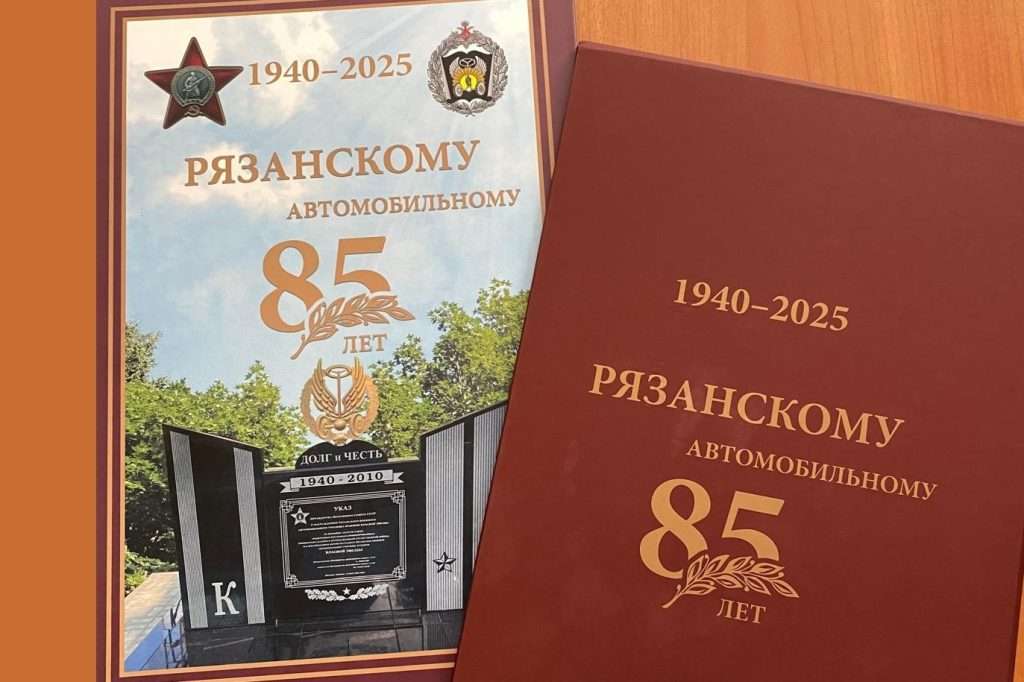 1940–2025
РЯЗАНСКОМУ
АВТОМОБИЛЬНОМУ
85
ЛЕТ
ДОЛГ и ЧЕСТЬ
1940 - 2010
УКАЗ
К
1940–2025
РЯЗАНСКОМУ
АВТОМОБИЛЬНОМУ
85
ЛЕТ